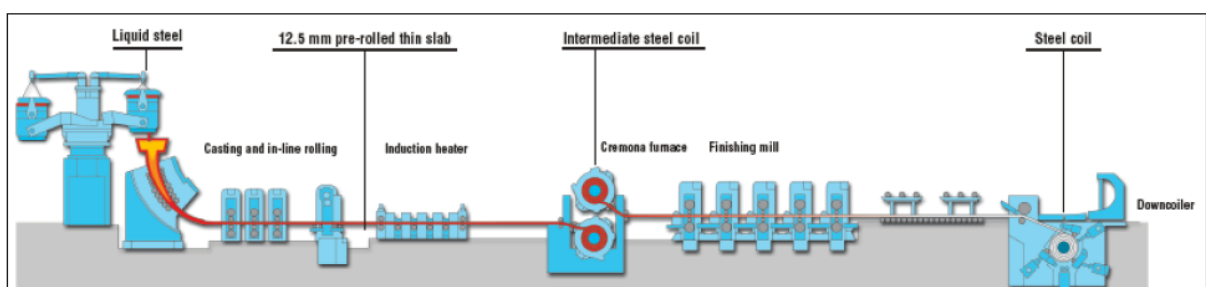 Liquid steel
12.5 mm pre-rolled thin slab
Intermediate steel coil
Steel coil
Casting and in-line rolling
Induction heater
Cremona furnace
Finishing mill
Downcoiler